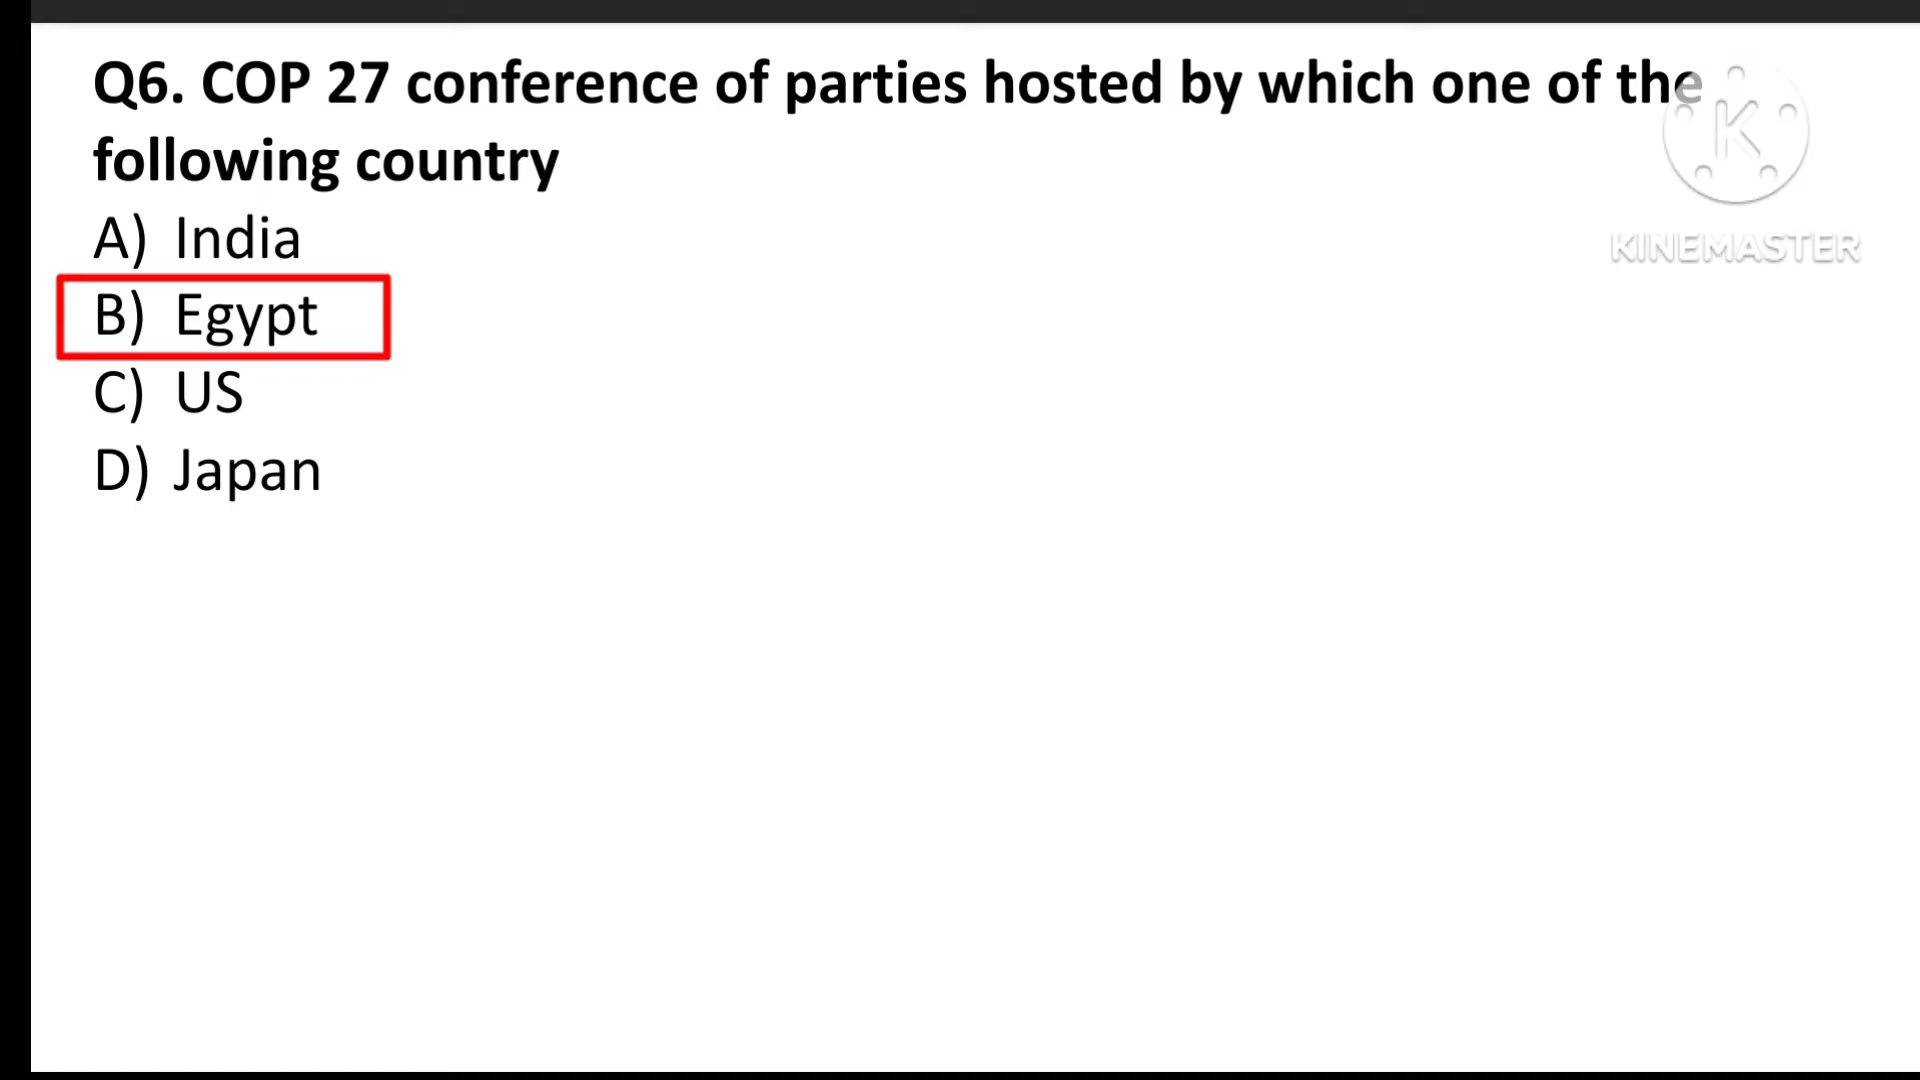 Q6. COP 27 conference of parties hosted by which one of the
following country
A) India
B) Egypt
C) US
D) Japan
K
KINEMASTER